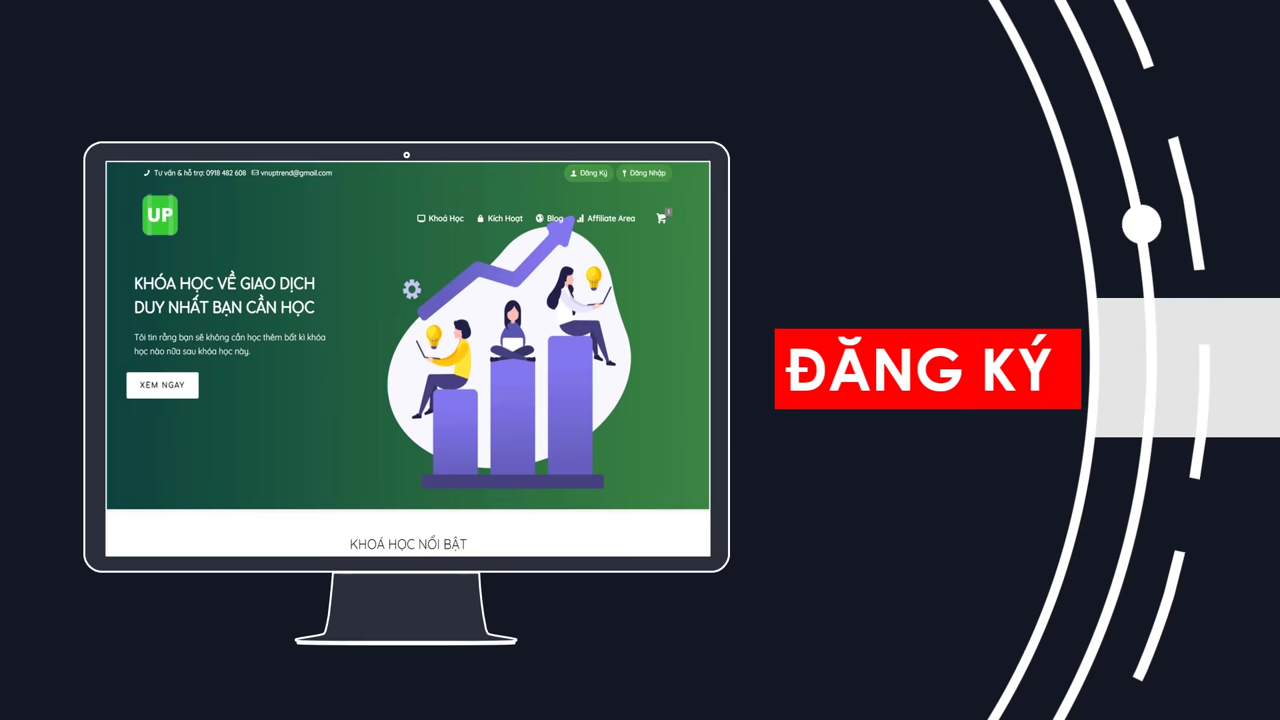 Tư vấn & hỗ trợ: 0918 482 608 vnuptrend@gmail.com
Đăng Ký Đăng Nhập
UP
Khoá Học Kích Hoạt Blog Affiliate Area 1
KHÓA HỌC VỀ GIAO DỊCH
DUY NHẤT BẠN CẦN HỌC
Tôi tin rằng bạn sẽ không cần học thêm bất kì khóa
học nào nữa sau khóa học này.
XEM NGAY
KHOÁ HỌC NỔI BẬT
ĐĂNG KÝ